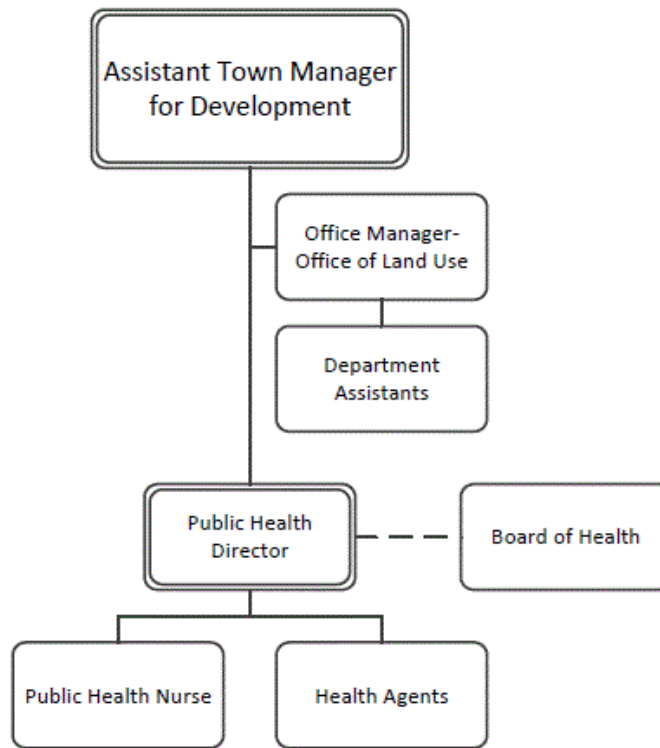 Assistant Town Manager
for Development
Office Manager-
Office of Land Use
Department
Assistants
Public Health
Director
Board of Health
Public Health Nurse
Health Agents